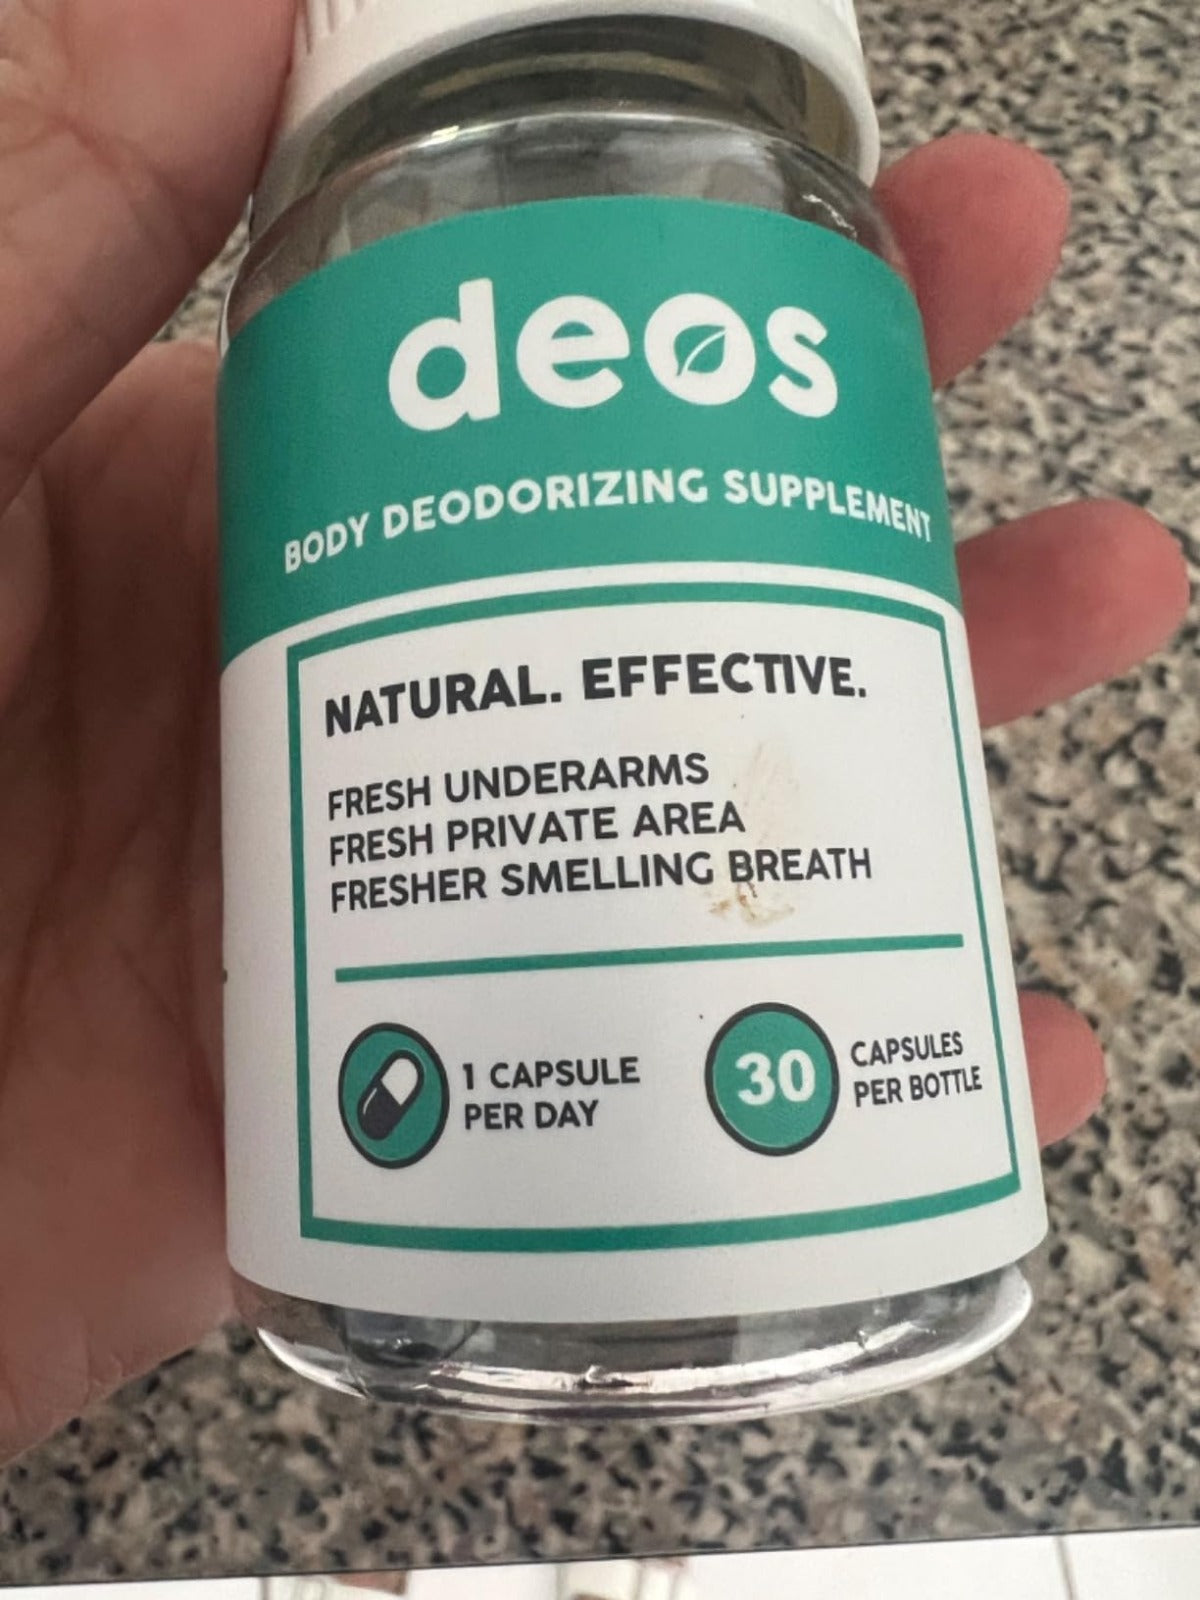 deos
BODY DEODORIZING SUPPLEMENT
NATURAL. EFFECTIVE.
FRESH UNDERARMS
FRESH PRIVATE AREA
FRESHER SMELLING BREATH
1 CAPSULE
PER DAY
30
CAPSULES
PER BOTTLE